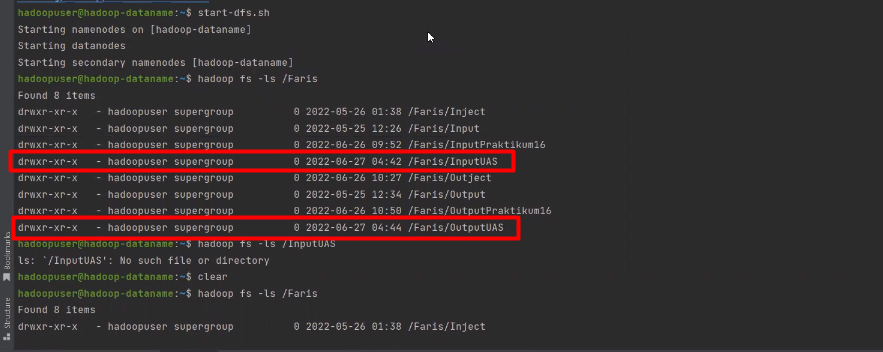 hadoopuser@hadoop-dataname:~$ start-dfs.sh
Starting namenodes on [hadoop-dataname]
Starting datanodes
Starting secondary namenodes [hadoop-dataname]
hadoopuser@hadoop-dataname:~$ hadoop fs -ls /Faris
Found 8 items
drwxr-xr-x   - hadoopuser supergroup          0 2022-05-26 01:38 /Faris/Inject
drwxr-xr-x   - hadoopuser supergroup          0 2022-05-25 12:26 /Faris/Input
drwxr-xr-x   - hadoopuser supergroup          0 2022-06-26 09:52 /Faris/InputPraktikum16
drwxr-xr-x   - hadoopuser supergroup          0 2022-06-27 04:42 /Faris/InputUAS
drwxr-xr-x   - hadoopuser supergroup          0 2022-06-26 10:27 /Faris/Outject
drwxr-xr-x   - hadoopuser supergroup          0 2022-05-25 12:34 /Faris/Output
drwxr-xr-x   - hadoopuser supergroup          0 2022-06-26 10:50 /Faris/OutputPraktikum16
drwxr-xr-x   - hadoopuser supergroup          0 2022-06-27 04:44 /Faris/OutputUAS
hadoopuser@hadoop-dataname:~$ hadoop fs -ls /InputUAS
ls: `/InputUAS': No such file or directory
hadoopuser@hadoop-dataname:~$ clear
hadoopuser@hadoop-dataname:~$ hadoop fs -ls /Faris
Found 8 items
drwxr-xr-x   - hadoopuser supergroup          0 2022-05-26 01:38 /Faris/Inject
Bookmarks
Structure